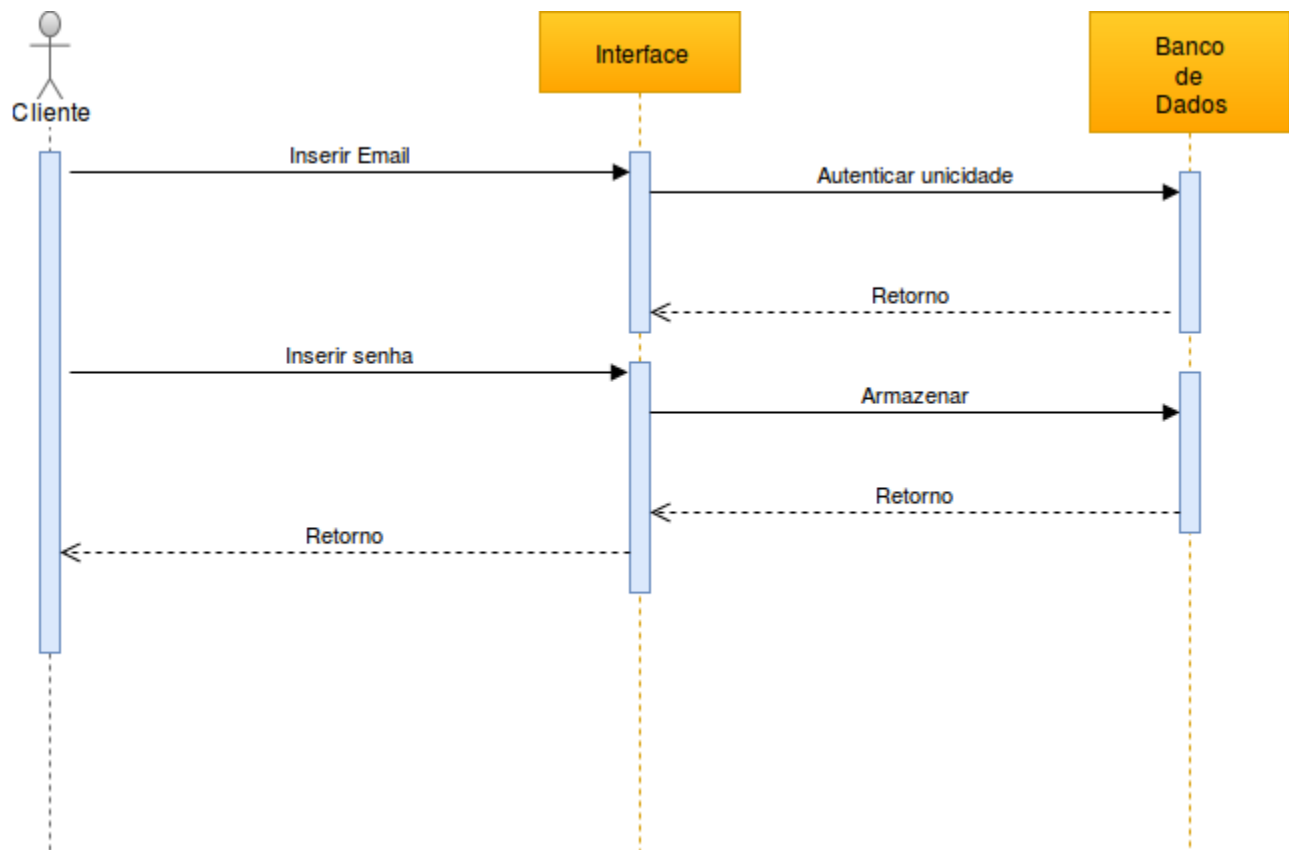 Cliente
Interface
Banco
de
Dados
Inserir Email
Autenticar unicidade
Retorno
Inserir senha
Armazenar
Retorno
Retorno